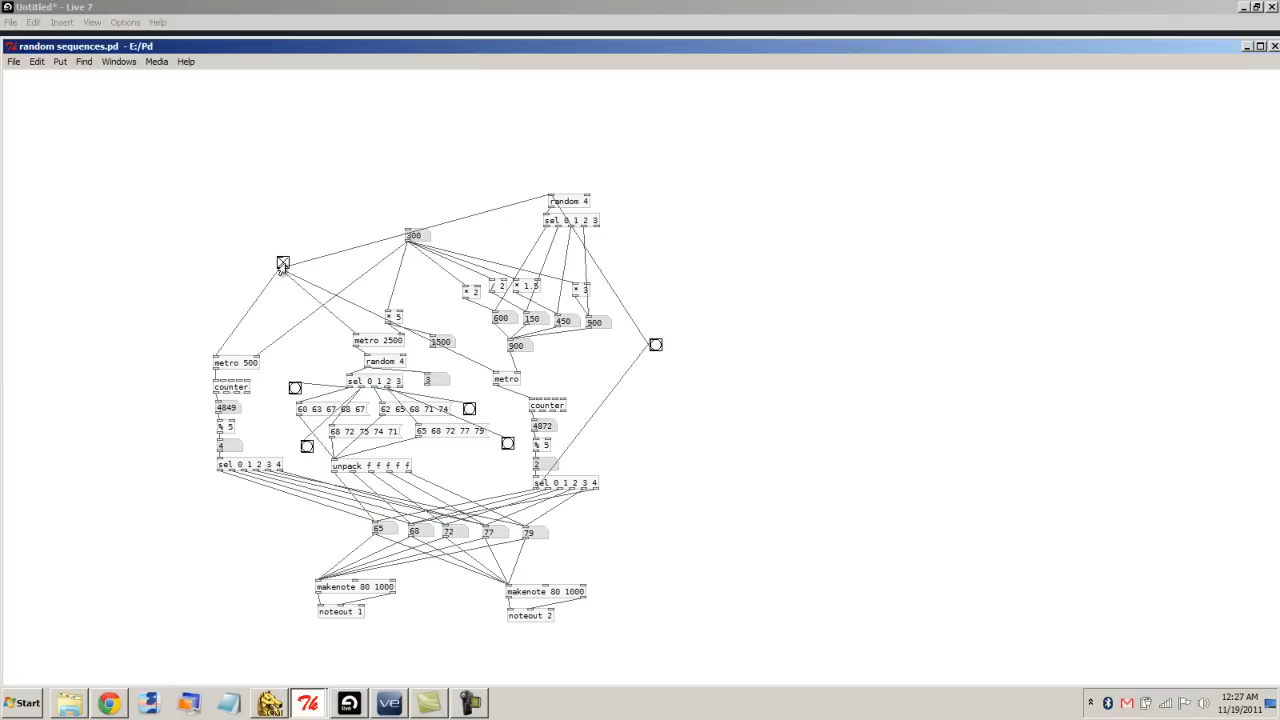 Untitled* - Live 7
File Edit Insert View Options Help
random sequences.pd - E:/Pd
File Edit Put Find Windows Media Help
random 4
sel 0 1 2 3
300
* 2
/ 2
* 1.5
* 3
* 5
600
150
450
900
metro 2500
1500
900
metro 500
random 4
counter
sel 0 1 2 3
3
metro
4849
60 63 67 68 67
62 65 68 71 74
counter
% 5
68 72 75 74 71
65 68 72 77 79
4872
4
% 5
sel 0 1 2 3 4
unpack f f f f f
2
sel 0 1 2 3 4
65
68
72
77
79
makenote 80 1000
makenote 80 1000
noteout 1
noteout 2
Start
12:27 AM
11/19/2011